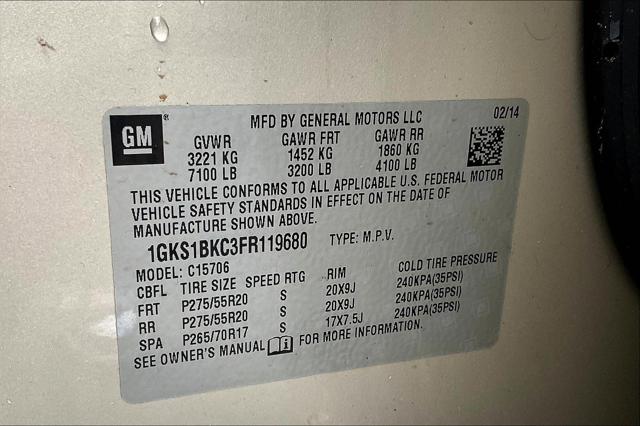 GM ®
MFD BY GENERAL MOTORS LLC 02/14
GVWR GAWR FRT GAWR RR
3221 KG 1452 KG 1860 KG
7100 LB 3200 LB 4100 LB
THIS VEHICLE CONFORMS TO ALL APPLICABLE U.S. FEDERAL MOTOR
VEHICLE SAFETY STANDARDS IN EFFECT ON THE DATE OF
MANUFACTURE SHOWN ABOVE.
1GKS1BKC3FR119680 TYPE: M.P.V.
MODEL: C15706
CBFL TIRE SIZE SPEED RTG RIM COLD TIRE PRESSURE
FRT P275/55R20 S 20X9J 240KPA(35PSI)
RR P275/55R20 S 20X9J 240KPA(35PSI)
SPA P265/70R17 S 17X7.5J 240KPA(35PSI)
SEE OWNER'S MANUAL i FOR MORE INFORMATION.